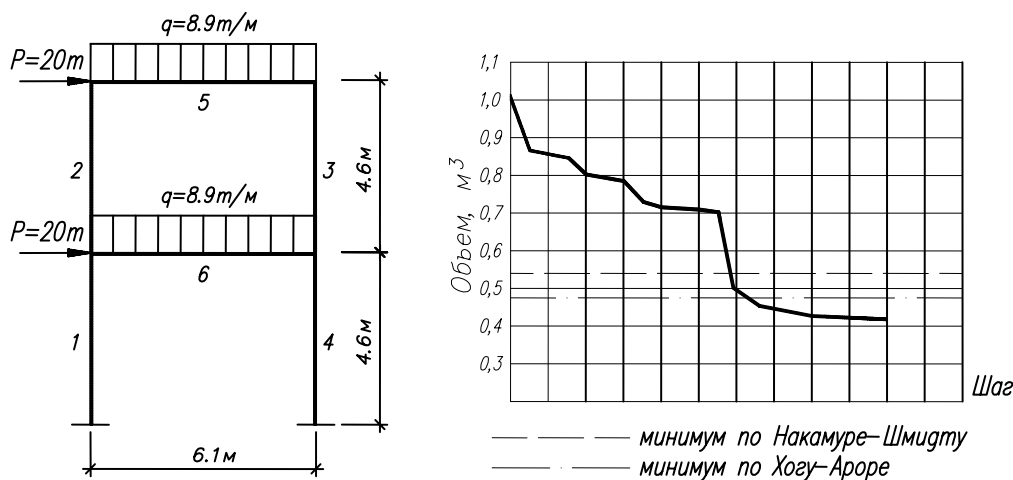 q=8.9т/м
P=20т
5
2
3
4.6м
q=8.9т/м
P=20т
6
1
4
4.6м
6.1м
Объем, м³
1,1
1,0
0,9
0,8
0,7
0,6
0,5
0,4
0,3
Шаг
минимум по Накамуре-Шмидту
минимум по Хогу-Ароре